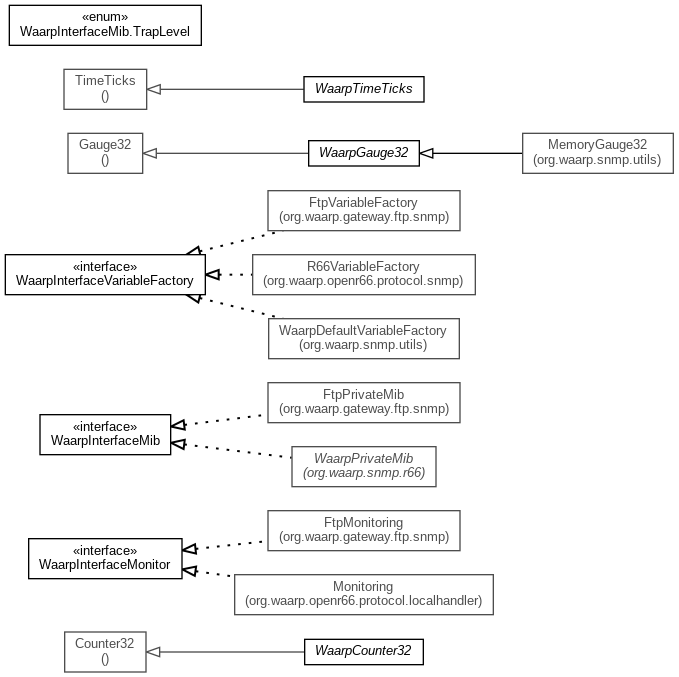 «enum»
WaarpInterfaceMib.TrapLevel
TimeTicks
()
WaarpTimeTicks
Gauge32
()
WaarpGauge32
MemoryGauge32
(org.waarp.snmp.utils)
FtpVariableFactory
(org.waarp.gateway.ftp.snmp)
«interface»
WaarpInterfaceVariableFactory
R66VariableFactory
(org.waarp.openr66.protocol.snmp)
WaarpDefaultVariableFactory
(org.waarp.snmp.utils)
FtpPrivateMib
(org.waarp.gateway.ftp.snmp)
«interface»
WaarpInterfaceMib
WaarpPrivateMib
(org.waarp.snmp.r66)
FtpMonitoring
(org.waarp.gateway.ftp.snmp)
«interface»
WaarpInterfaceMonitor
Monitoring
(org.waarp.openr66.protocol.localhandler)
Counter32
()
WaarpCounter32